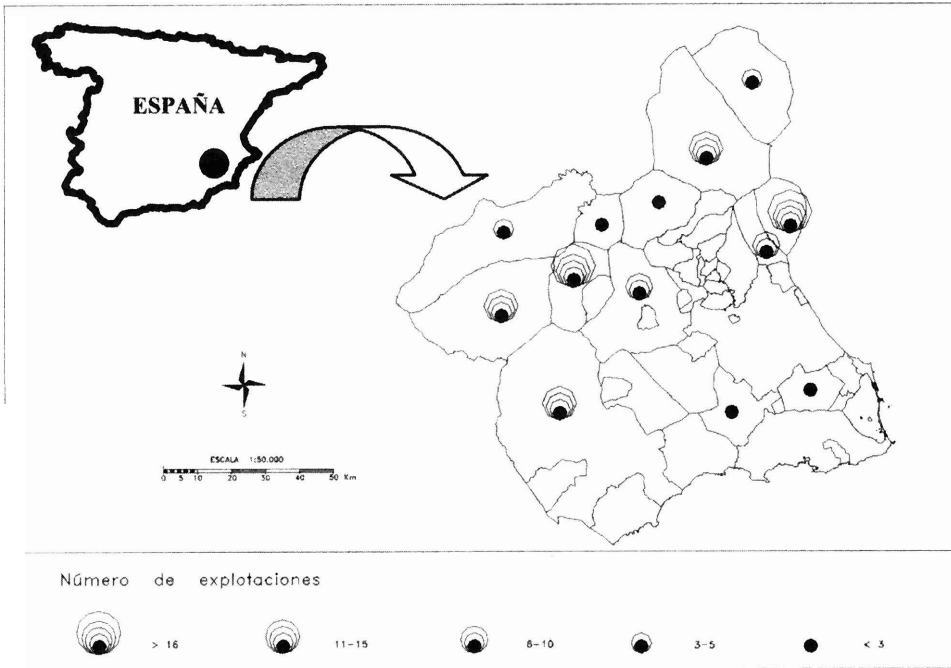 ESPAÑA
N
S
ESCALA 1:50.000
0 5 10 20 30 40 50 Km
Número de explotaciones
> 16 11-15 6-10 3-5 < 3